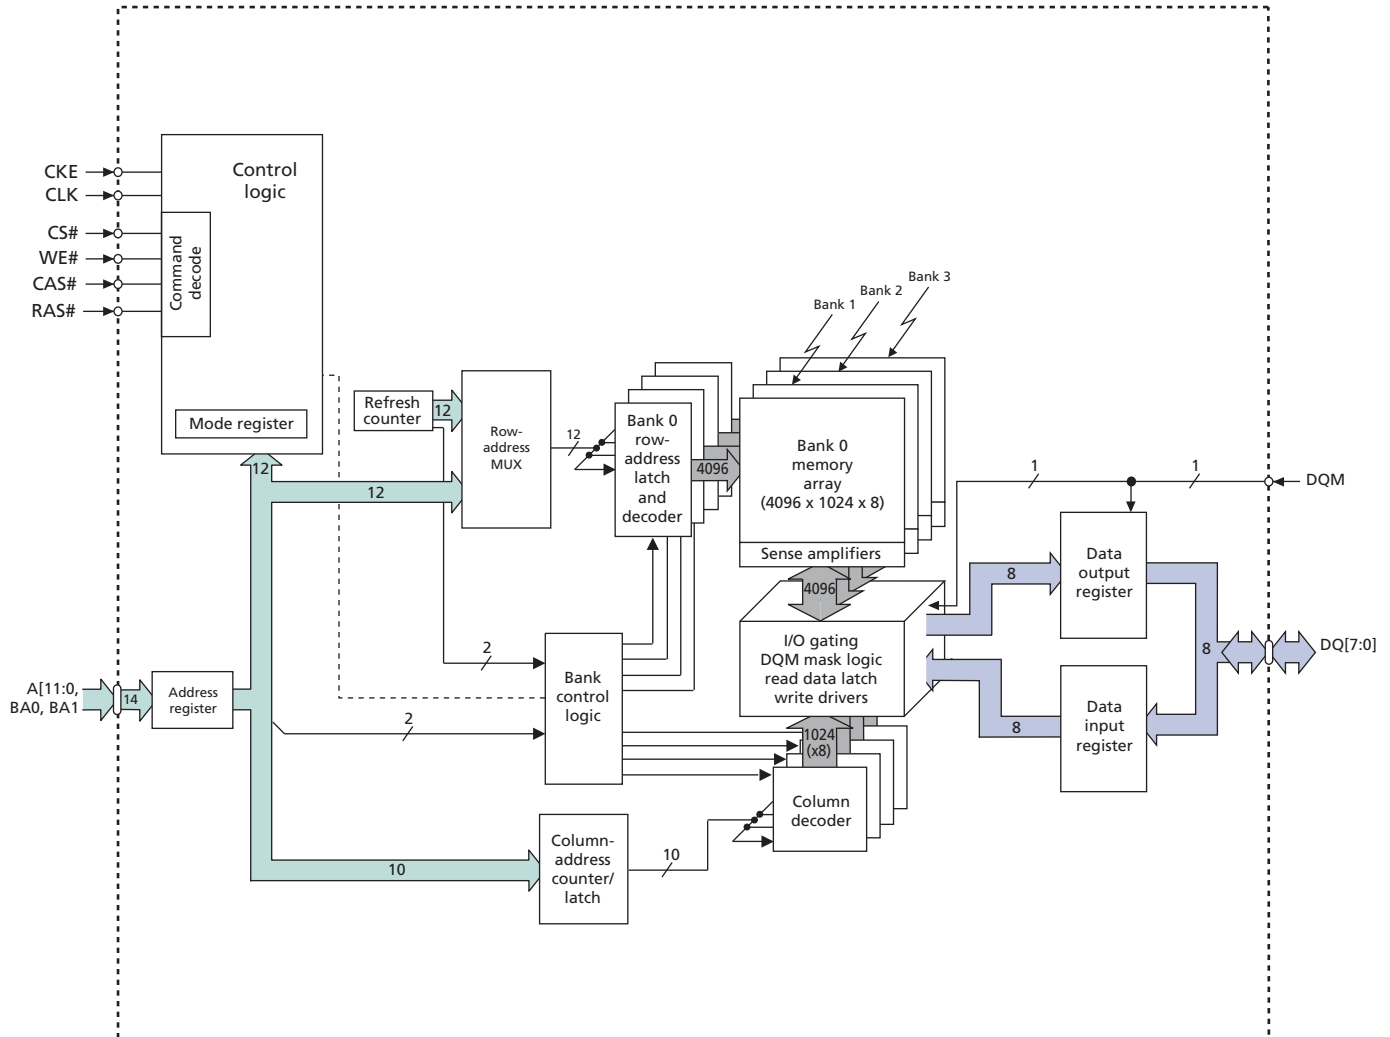 CKE
CLK
CS#
WE#
CAS#
RAS#
Control
logic
Command
decode
Mode register
12
Refresh
counter
12
12
Row-
address
MUX
12
Bank 0
row-
address
latch
and
decoder
4096
Bank 1
Bank 2
Bank 3
Bank 0
memory
array
(4096 x 1024 x 8)
Sense amplifiers
4096
I/O gating
DQM mask logic
read data latch
write drivers
1024
(x8)
Column
decoder
1
1
DQM
Data
output
register
8
8
DQ[7:0]
Data
input
register
8
A[11:0,
BA0, BA1
14
Address
register
2
2
Bank
control
logic
10
Column-
address
counter/
latch
10